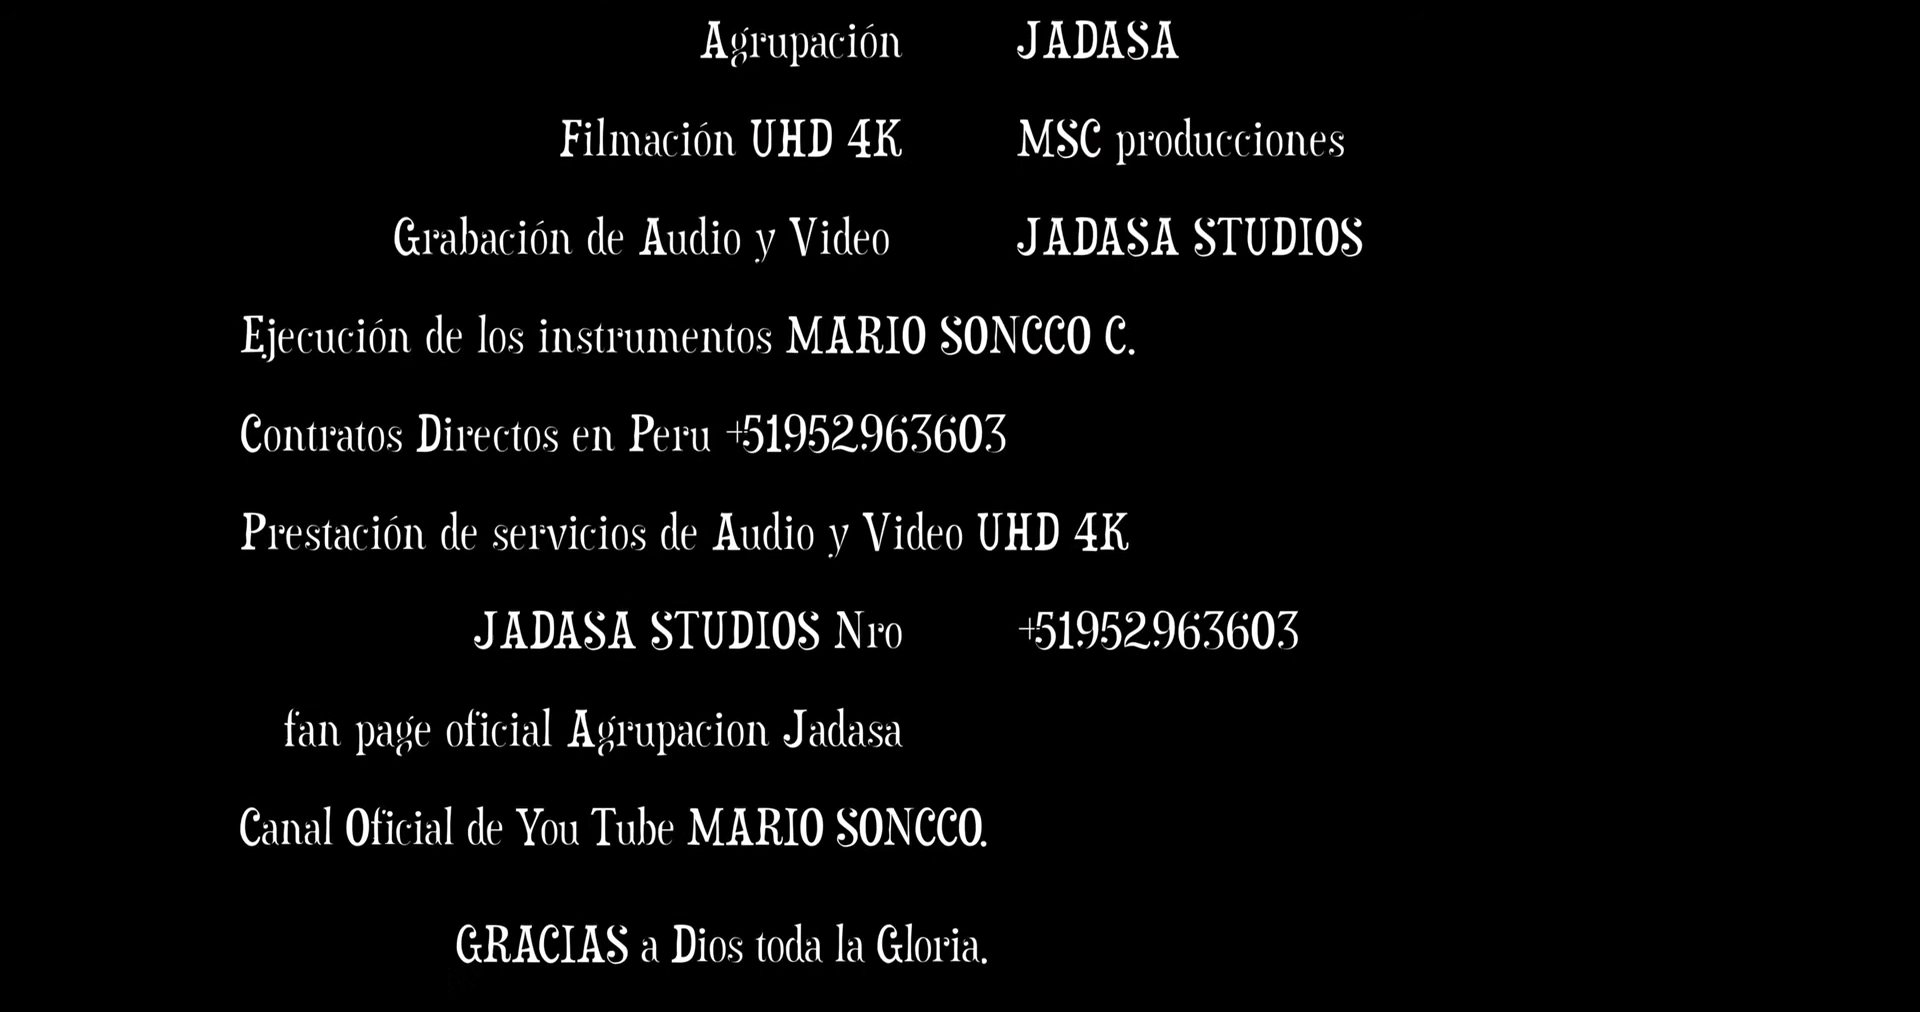 Agrupación JADASA
Filmación UHD 4K MSC producciones
Grabación de Audio y Video JADASA STUDIOS
Ejecución de los instrumentos MARIO SONCCO C.
Contratos Directos en Peru +51952963603
Prestación de servicios de Audio y Video UHD 4K
JADASA STUDIOS Nro +51952963603
fan page oficial Agrupacion Jadasa
Canal Oficial de You Tube MARIO SONCCO.
GRACIAS a Dios toda la Gloria.